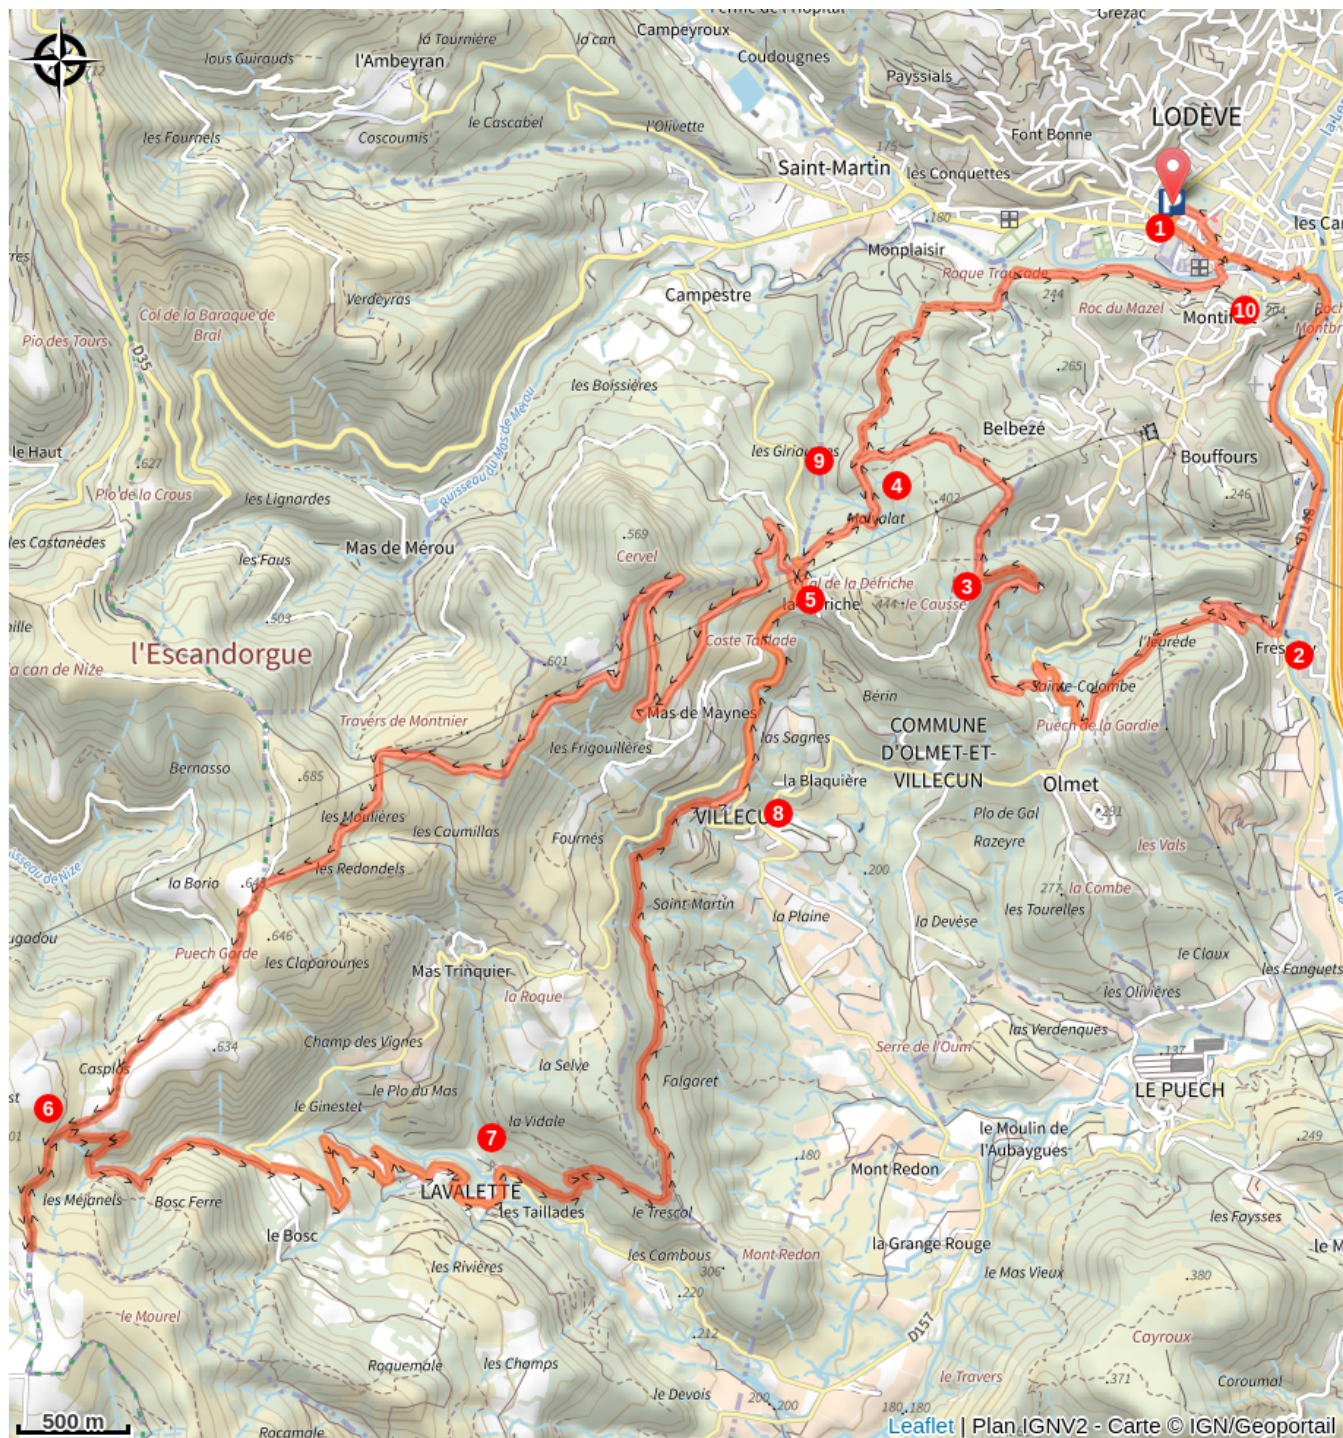 la Tournière
la can
Campeyroux
Grezac
lous Guirauds
l'Ambeyran
Coudougnes
Payssials
712
LODÈVE
les Fournels
Coscoumis
le Cascabel
l'Olivette
175
Font Bonne
Saint-Martin
les Conquettes
P
1
.180
Monplaisir
Roque Traucade
244
Roc du Mazel
10
204
Verdeyras
Campestre
Col de la Baraque de
Bral
Pio des Tours
D35
.265
les Boissières
Ruisseau du Mas de Mérou
Belbezé
le Haut
9
4
Bouffours
.627
Plo de la Crous
les Lignardes
.402
.246
Malvalat
D148
les Castanèdes
Mas de Mérou
.569
Cervel
les Faus
5
3
.444
le Causse
.503
2
l'Escandorgue
Coste Taillade
l'Ieurède
la can de Nize
.601
Sainte-Colombe
Bérin
Mas de Maynes
Puech de la Gardie
Travers de Montnier
COMMUNE
D'OLMET-ET-
VILLECUN
les Frigouillères
las Sagnes
Bernasso
.685
la Blaquière
Olmet
les Moulières
les Caumillas
Fournés
8
Plo de Gal
.291
Razeyre
les Vals
les Redondels
la Borio
.200
277
la Combe
Saint-Martin
la Plaine
les Tourelles
la Devèse
.646
Puech Garde
les Claparounes
le Claux
Mas Trinquier
les Fanguets
la Roque
les Olivières
las Verdenques
.634
Champ des Vignes
Serre de l'Oum
.137
Casplos
la Selve
LE PUECH
le Plo du Mas
Falgaret
6
le Ginestet
la Vidale
7
le Moulin de
l'Aubaygues
.249
.180
Mont Redon
LAVALETTE
les Méjanels
Bosc Ferre
les Taillades
le Trescol
le Bosc
les Faysses
la Grange Rouge
les Cambous
Mont Redon
306
les Rivières
le Mas Vieux
.380
.220
le Mourel
D157
.212
Cayroux
Roquemale
les Champs
le Travers
.371
Coroumal
le Devois
200
.200
180
.180
500 m
Rocamale
Leaflet | Plan IGNV2 - Carte © IGN/Geoportail